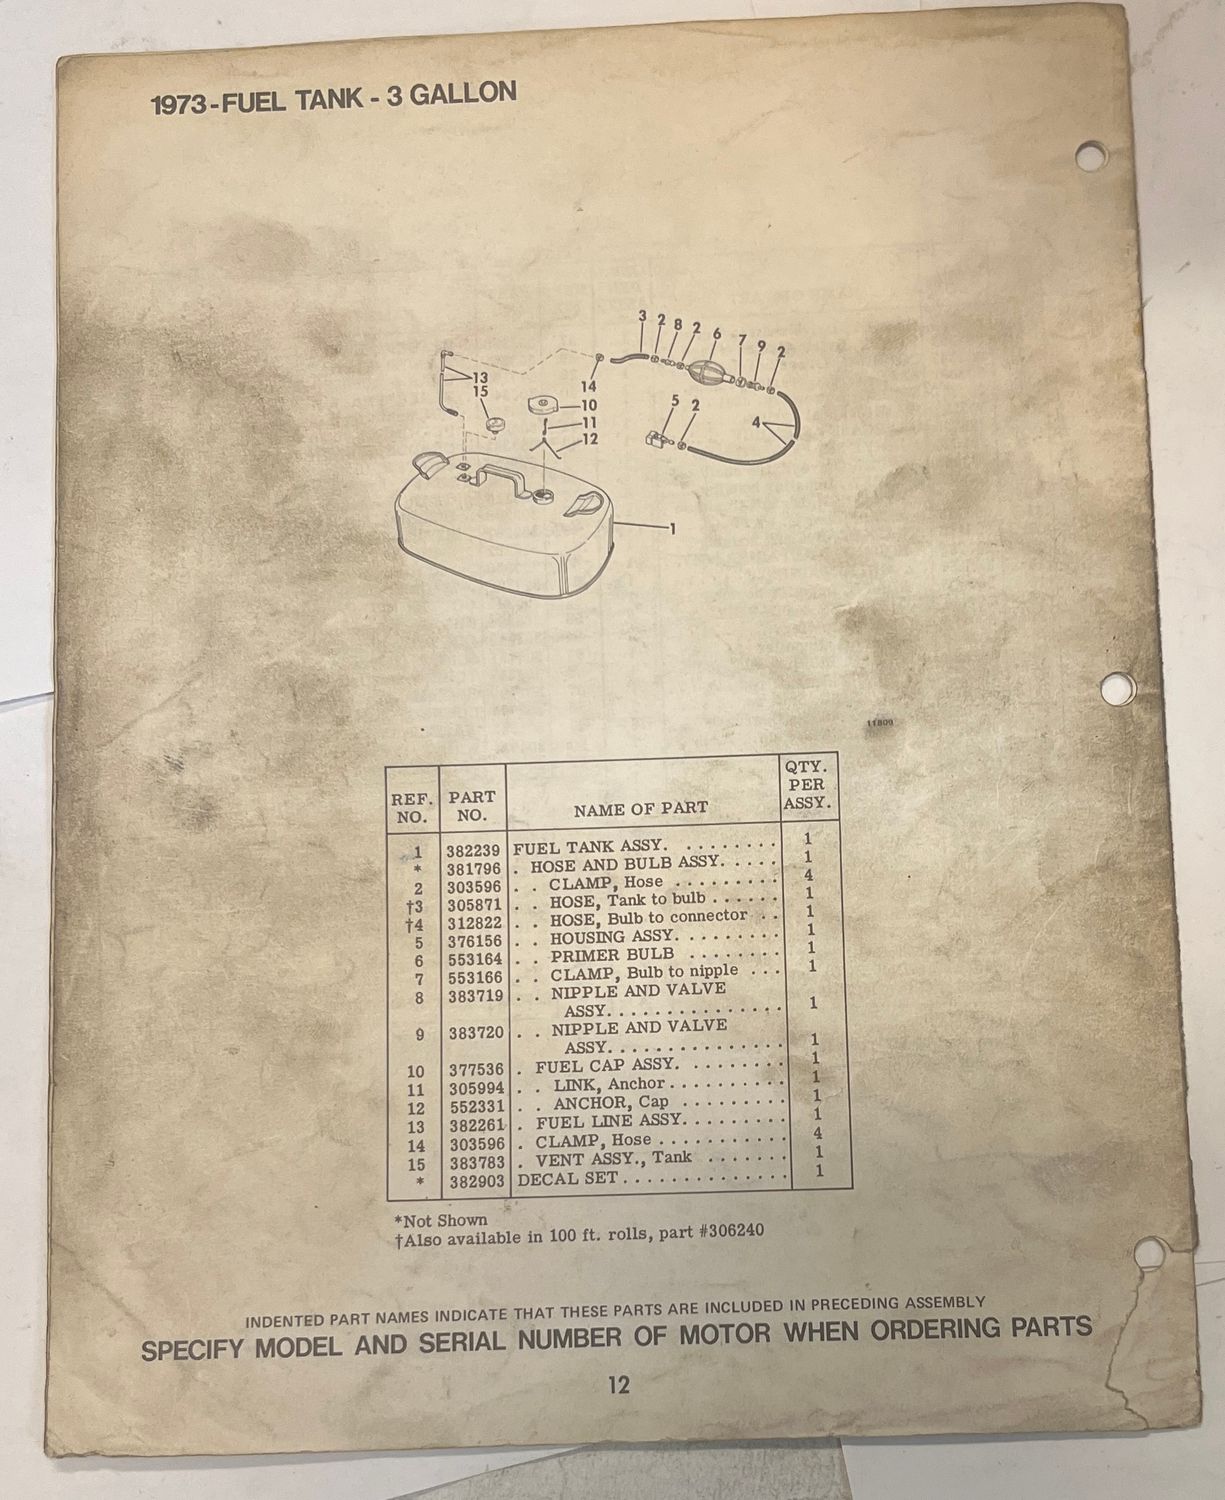 1973-FUEL TANK - 3 GALLON
3 2 8 2 6 7 9 2
13
15
14
10
11
12
5 2
4
1
11800
REF. NO. PART NO. NAME OF PART QTY. PER ASSY.
1 382239 FUEL TANK ASSY. . . . . . . . . 1
* 381796 . HOSE AND BULB ASSY. . . . . 1
2 303596 . . CLAMP, Hose . . . . . . . . . 4
†3 305871 . . HOSE, Tank to bulb . . . . . . 1
†4 312822 . . HOSE, Bulb to connector . . 1
5 376156 . . HOUSING ASSY. . . . . . . . . 1
6 553164 . . PRIMER BULB . . . . . . . . 1
7 553166 . . CLAMP, Bulb to nipple . . . 1
8 383719 . . NIPPLE AND VALVE
ASSY. . . . . . . . . . . . . . . . 1
9 383720 . . NIPPLE AND VALVE
ASSY. . . . . . . . . . . . . . . . 1
10 377536 . FUEL CAP ASSY. . . . . . . . . 1
11 305994 . . LINK, Anchor . . . . . . . . . . 1
12 552331 . . ANCHOR, Cap . . . . . . . . . 1
13 382261 . FUEL LINE ASSY. . . . . . . . . 1
14 303596 . CLAMP, Hose . . . . . . . . . . . 4
15 383783 . VENT ASSY., Tank . . . . . . . 1
* 382903 DECAL SET . . . . . . . . . . . . . . 1
*Not Shown
†Also available in 100 ft. rolls, part #306240
INDENTED PART NAMES INDICATE THAT THESE PARTS ARE INCLUDED IN PRECEDING ASSEMBLY
SPECIFY MODEL AND SERIAL NUMBER OF MOTOR WHEN ORDERING PARTS
12